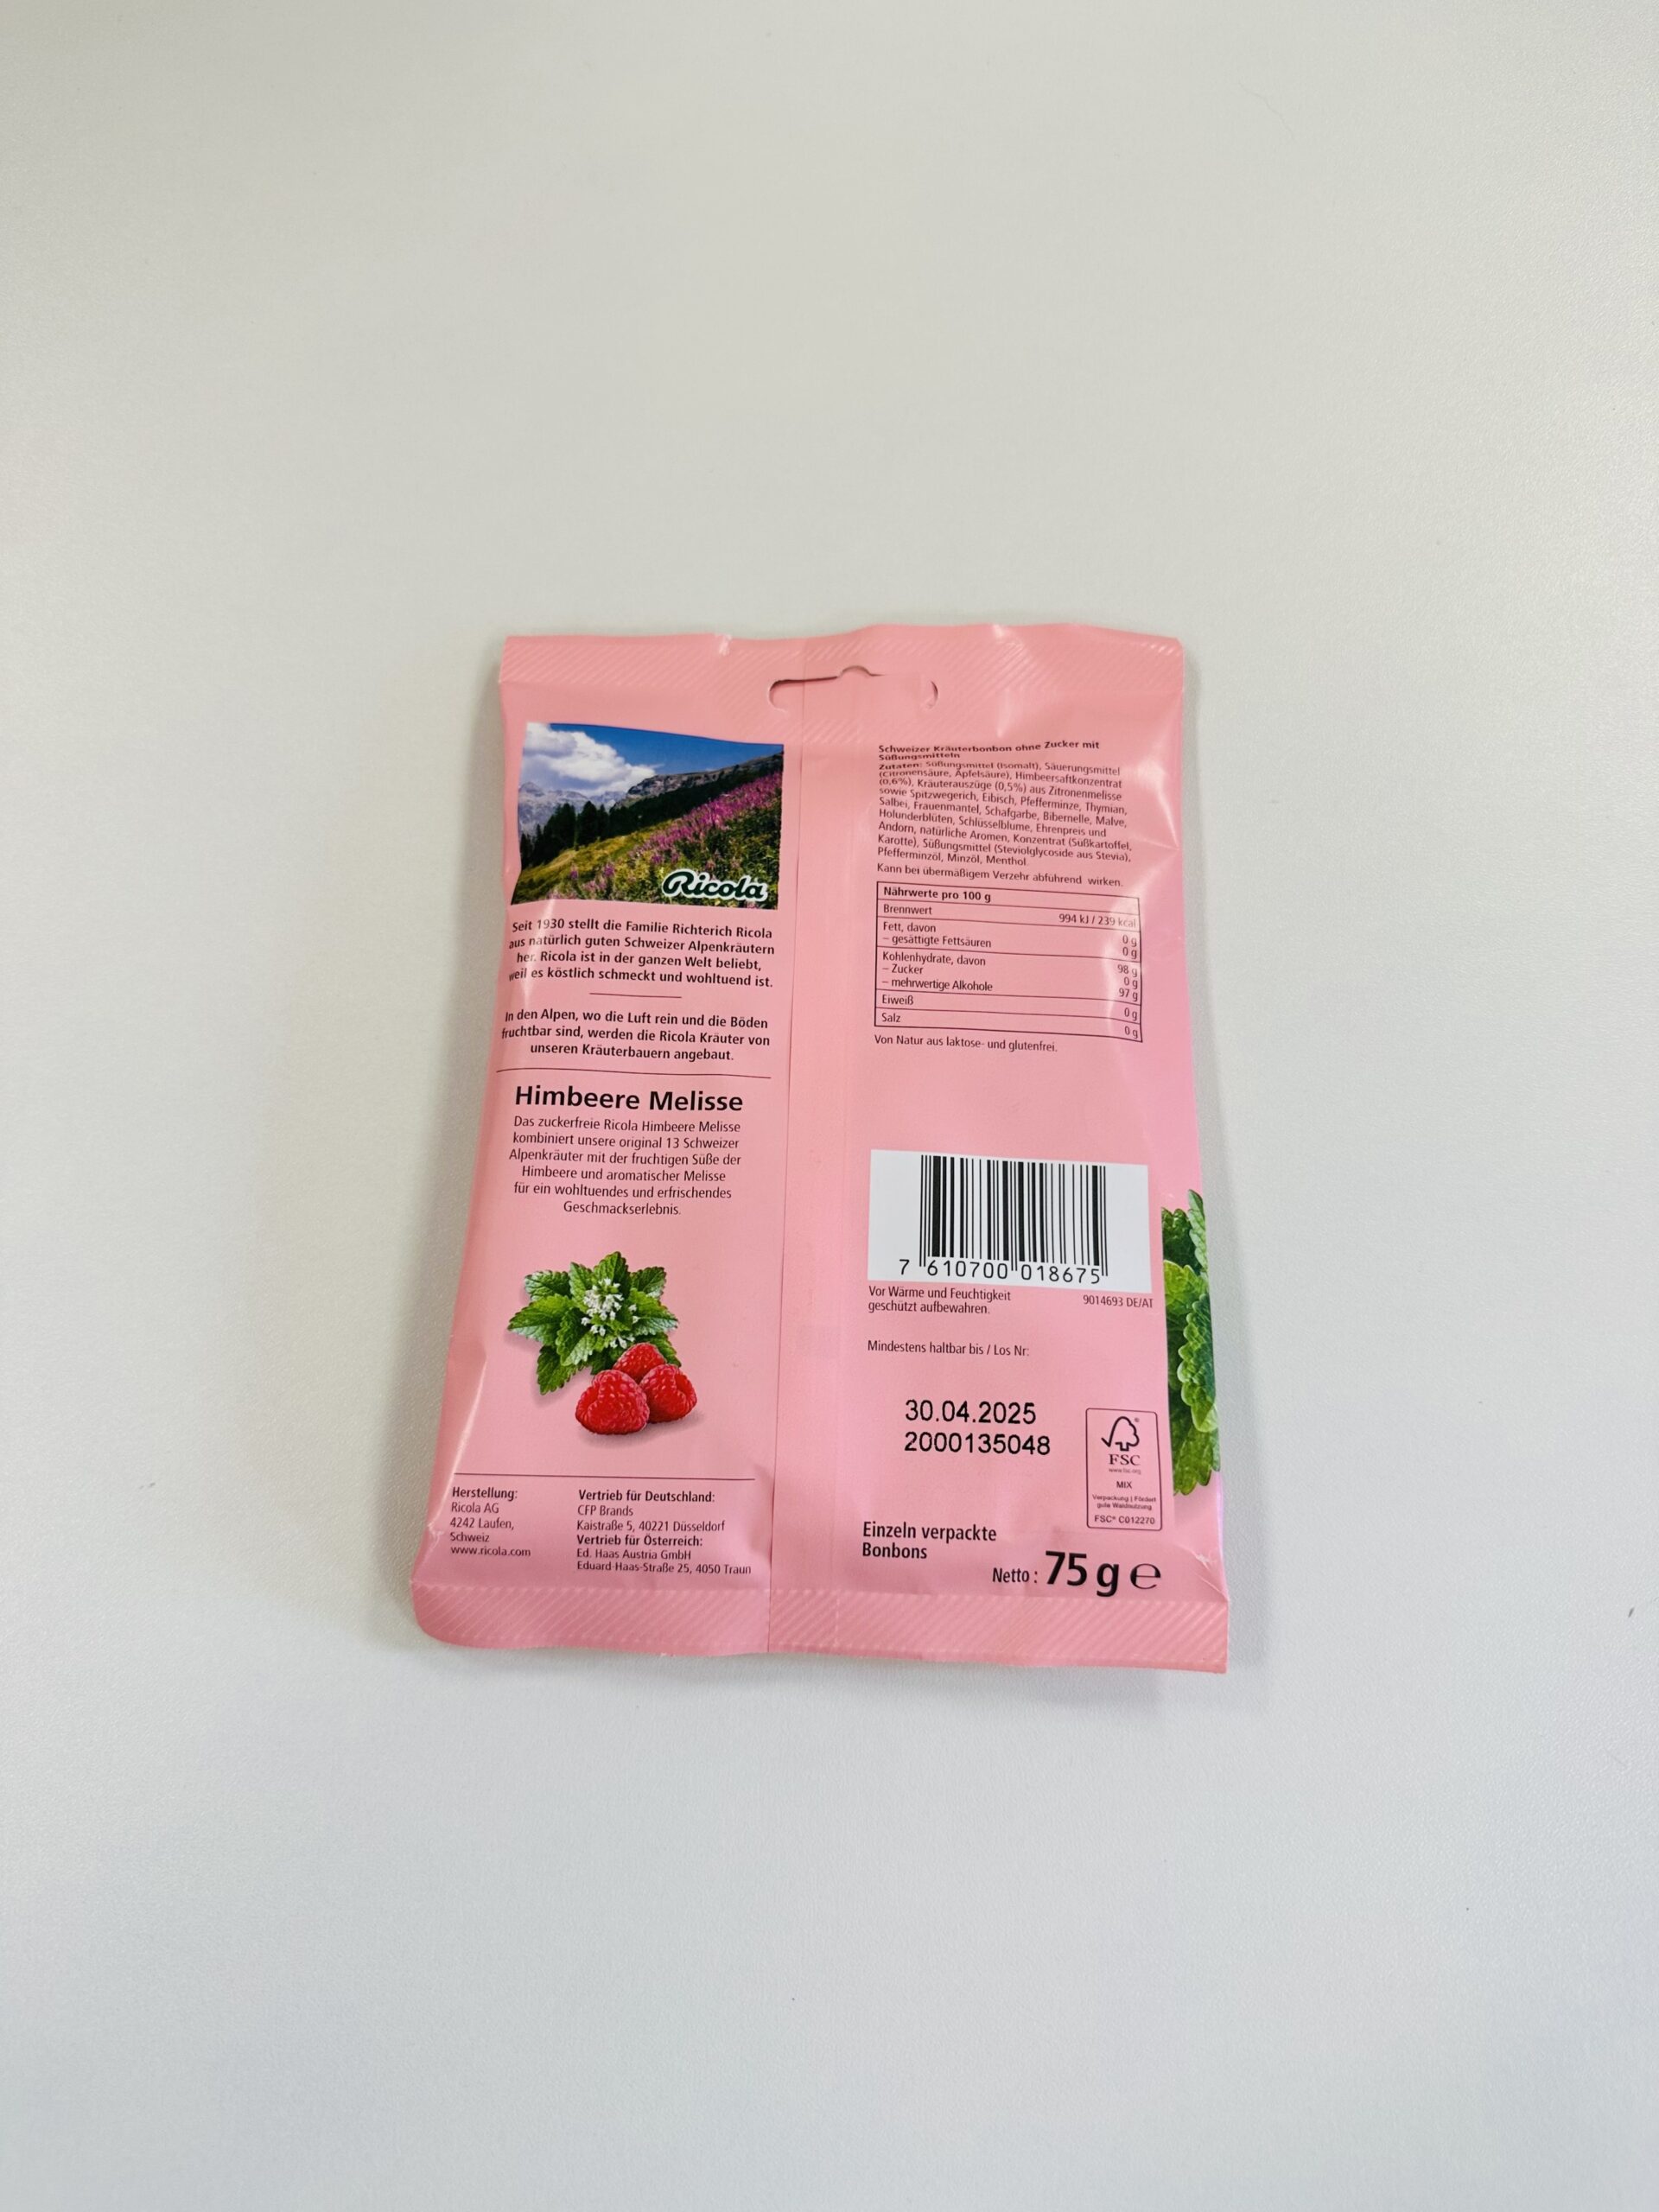 Ricola
Seit 1930 stellt die Familie Richterich Ricola
aus natürlich guten Schweizer Alpenkräutern
her. Ricola ist in der ganzen Welt beliebt,
weil es köstlich schmeckt und wohltuend ist.
In den Alpen, wo die Luft rein und die Böden
fruchtbar sind, werden die Ricola Kräuter von
unseren Kräuterbauern angebaut.
Himbeere Melisse
Das zuckerfreie Ricola Himbeere Melisse
kombiniert unsere original 13 Schweizer
Alpenkräuter mit der fruchtigen Süße der
Himbeere und aromatischer Melisse
für ein wohltuendes und erfrischendes
Geschmackserlebnis.
Herstellung:
Ricola AG
4242 Laufen,
Schweiz
www.ricola.com
Vertrieb für Deutschland:
CFP Brands
Kaistraße 5, 40221 Düsseldorf
Vertrieb für Österreich:
Ed. Haas Austria GmbH
Eduard-Haas-Straße 25, 4050 Traun
Schweizer Kräuterbonbon ohne Zucker mit
Süßungsmitteln
Zutaten: Süßungsmittel (Isomalt), Säuerungsmittel
(Citronensäure, Äpfelsäure), Himbeersaftkonzentrat
(0,6%), Kräuterauszüge (0,5%) aus Zitronenmelisse
sowie Spitzwegerich, Eibisch, Pfefferminze, Thymian,
Salbei, Frauenmantel, Schafgarbe, Bibernelle, Malve,
Holunderblüten, Schlüsselblume, Ehrenpreis und
Andorn, natürliche Aromen, Konzentrat (Süßkartoffel,
Karotte), Süßungsmittel (Steviolglycoside aus Stevia),
Pfefferminzöl, Minzöl, Menthol.
Kann bei übermäßigem Verzehr abführend wirken.
Nährwerte pro 100 g
Brennwert 994 kJ / 239 kcal
Fett, davon 0 g
– gesättigte Fettsäuren 0 g
Kohlenhydrate, davon 98 g
– Zucker 0 g
– mehrwertige Alkohole 97 g
Eiweiß 0 g
Salz 0 g
Von Natur aus laktose- und glutenfrei.
7 610700 018675
Vor Wärme und Feuchtigkeit
geschützt aufbewahren.
9014693 DE/AT
Mindestens haltbar bis / Los Nr:
30.04.2025
2000135048
FSC
www.fsc.org
MIX
Verpackung | Fördert
gute Waldnutzung
FSC® C012270
Einzeln verpackte
Bonbons
Netto : 75 g ℮